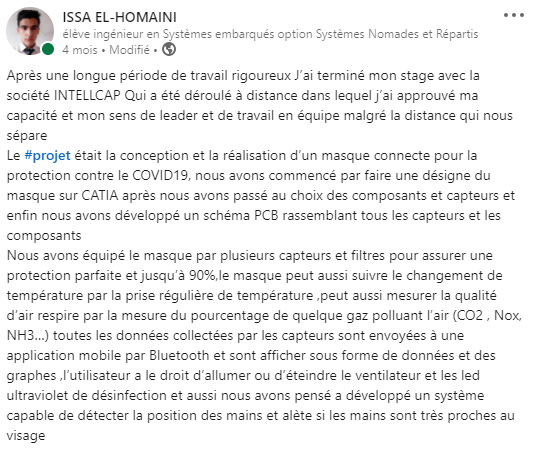 ISSA EL-HOMAINI
élève ingénieur en Systèmes embarqués option Systèmes Nomades et Répartis
4 mois • Modifié •
Après une longue période de travail rigoureux J'ai terminé mon stage avec la
société INTELLCAP Qui a été déroulé à distance dans lequel j'ai approuvé ma
capacité et mon sens de leader et de travail en équipe malgré la distance qui nous
sépare
Le #projet était la conception et la réalisation d'un masque connecte pour la
protection contre le COVID19, nous avons commencé par faire une désigne du
masque sur CATIA après nous avons passé au choix des composants et capteurs et
enfin nous avons développé un schéma PCB rassemblant tous les capteurs et les
composants
Nous avons équipé le masque par plusieurs capteurs et filtres pour assurer une
protection parfaite et jusqu'à 90%,le masque peut aussi suivre le changement de
température par la prise régulière de température ,peut aussi mesurer la qualité
d'air respire par la mesure du pourcentage de quelque gaz polluant l'air (CO2 , Nox,
NH3...) toutes les données collectées par les capteurs sont envoyées à une
application mobile par Bluetooth et sont afficher sous forme de données et des
graphes ,l'utilisateur a le droit d'allumer ou d'éteindre le ventilateur et les led
ultraviolet de désinfection et aussi nous avons pensé a développé un système
capable de détecter la position des mains et alète si les mains sont très proches au
visage